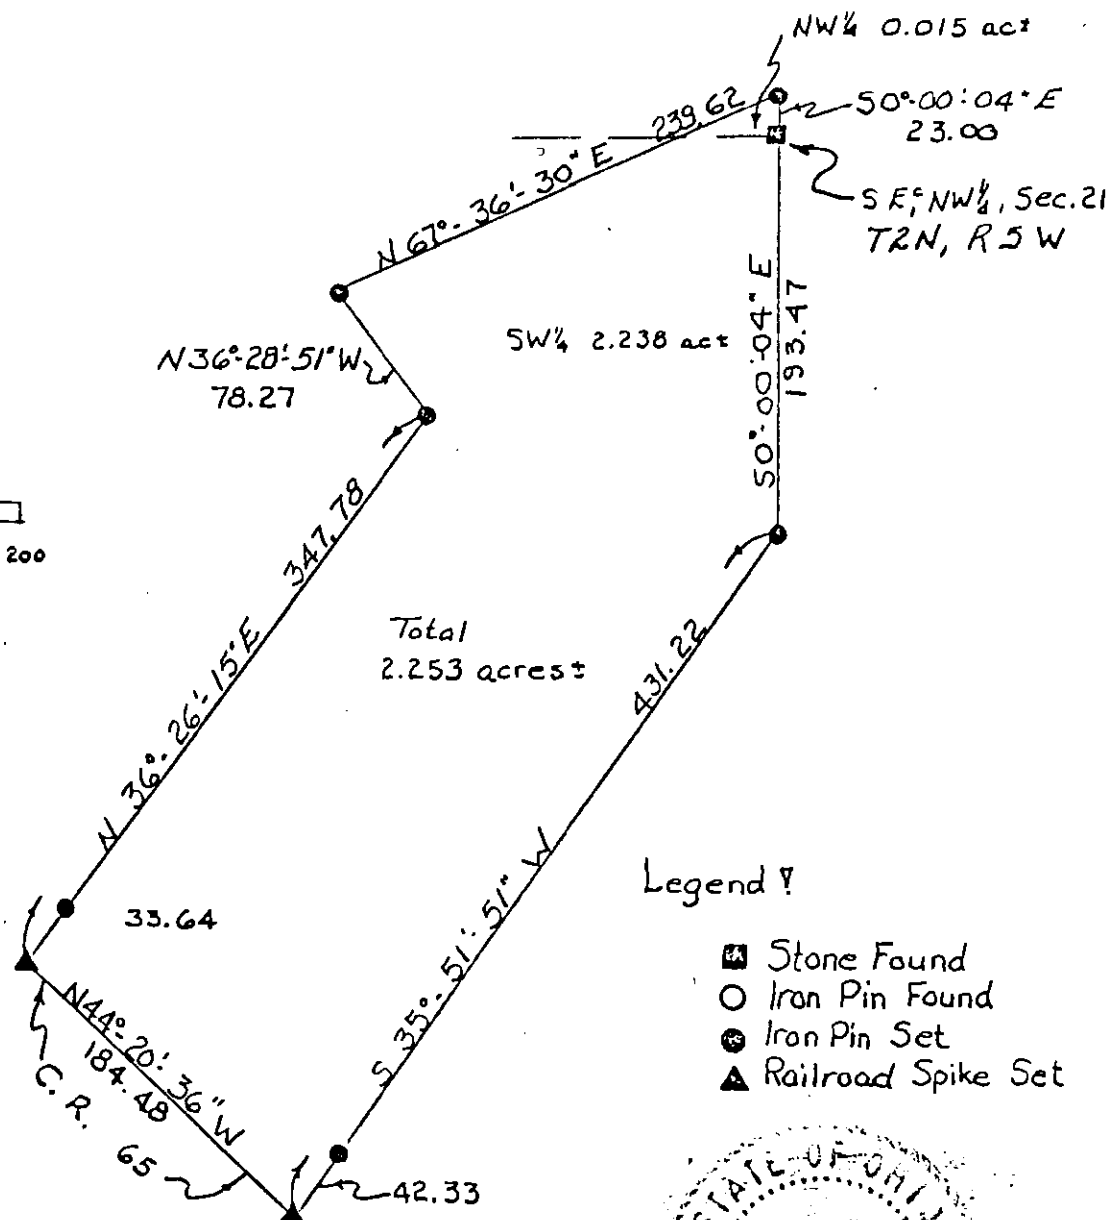 NW¼ 0.015 ac±
S0°-00'-04"E
23.00
239.62
N 67°-36'-30" E
SE,C NW¼, Sec.21
T2N, R5W
S0°-00'-04"E
193.47
SW¼ 2.238 ac±
N36°-28'-51"W
78.27
200
347.78
N 36°-26'-15"E
Total
2.253 acres±
431.22
S 35°-51'-51" W
33.64
N44°-20'-36"W
184.48
C. R. 65
42.33
Legend
Stone Found
Iron Pin Found
Iron Pin Set
Railroad Spike Set
STATE OF OHIO